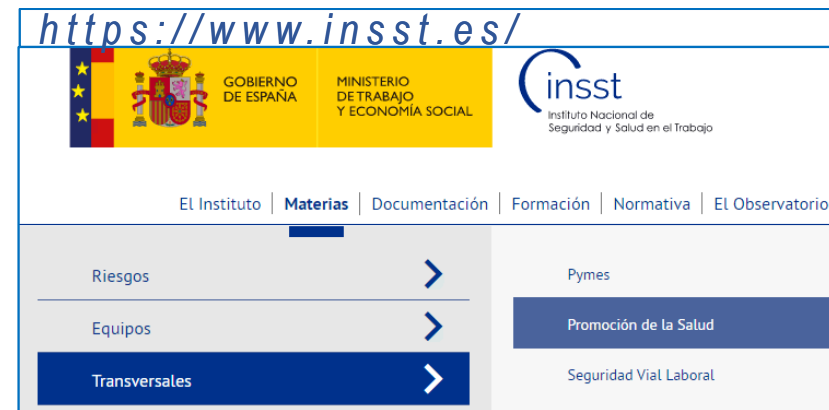 https://www.insst.es/
GOBIERNO
DE ESPAÑA
MINISTERIO
DE TRABAJO
Y ECONOMÍA SOCIAL
insst
Instituto Nacional de
Seguridad y Salud en el Trabajo
El Instituto | Materias | Documentación | Formación | Normativa | El Observatorio
Riesgos
Equipos
Transversales
Pymes
Promoción de la Salud
Seguridad Vial Laboral